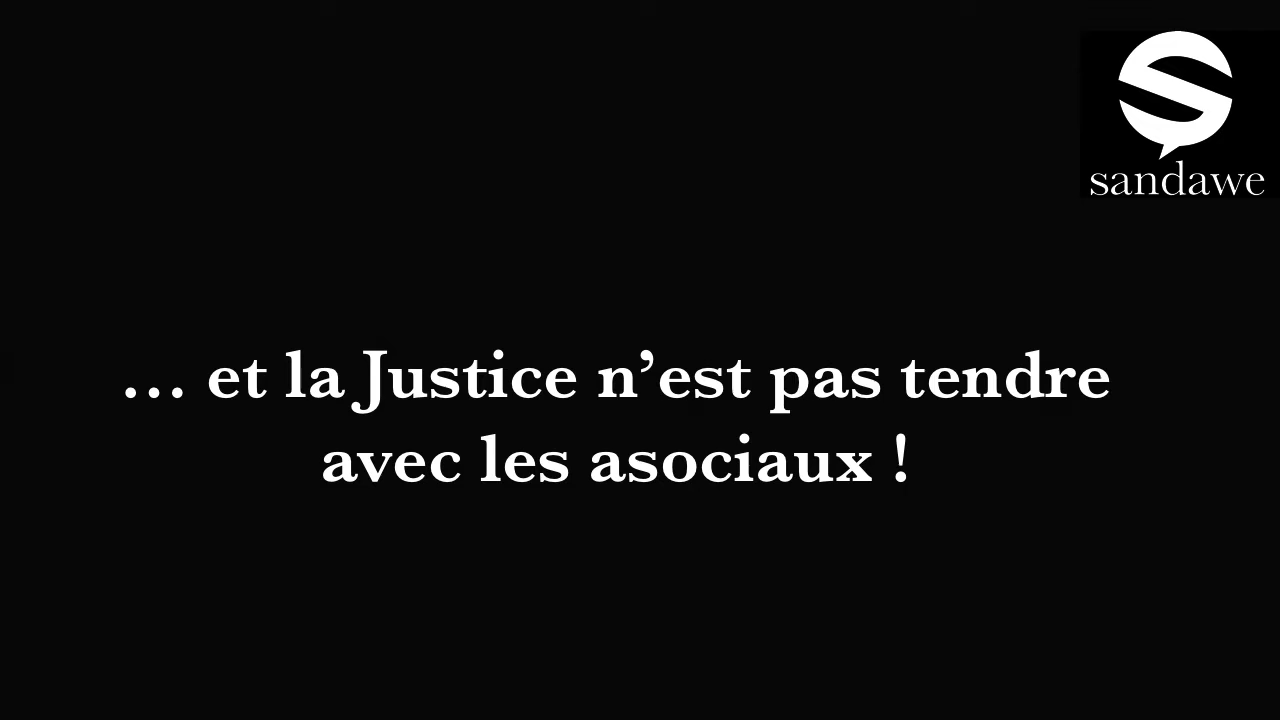 sandawe
... et la Justice n’est pas tendre
avec les asociaux !